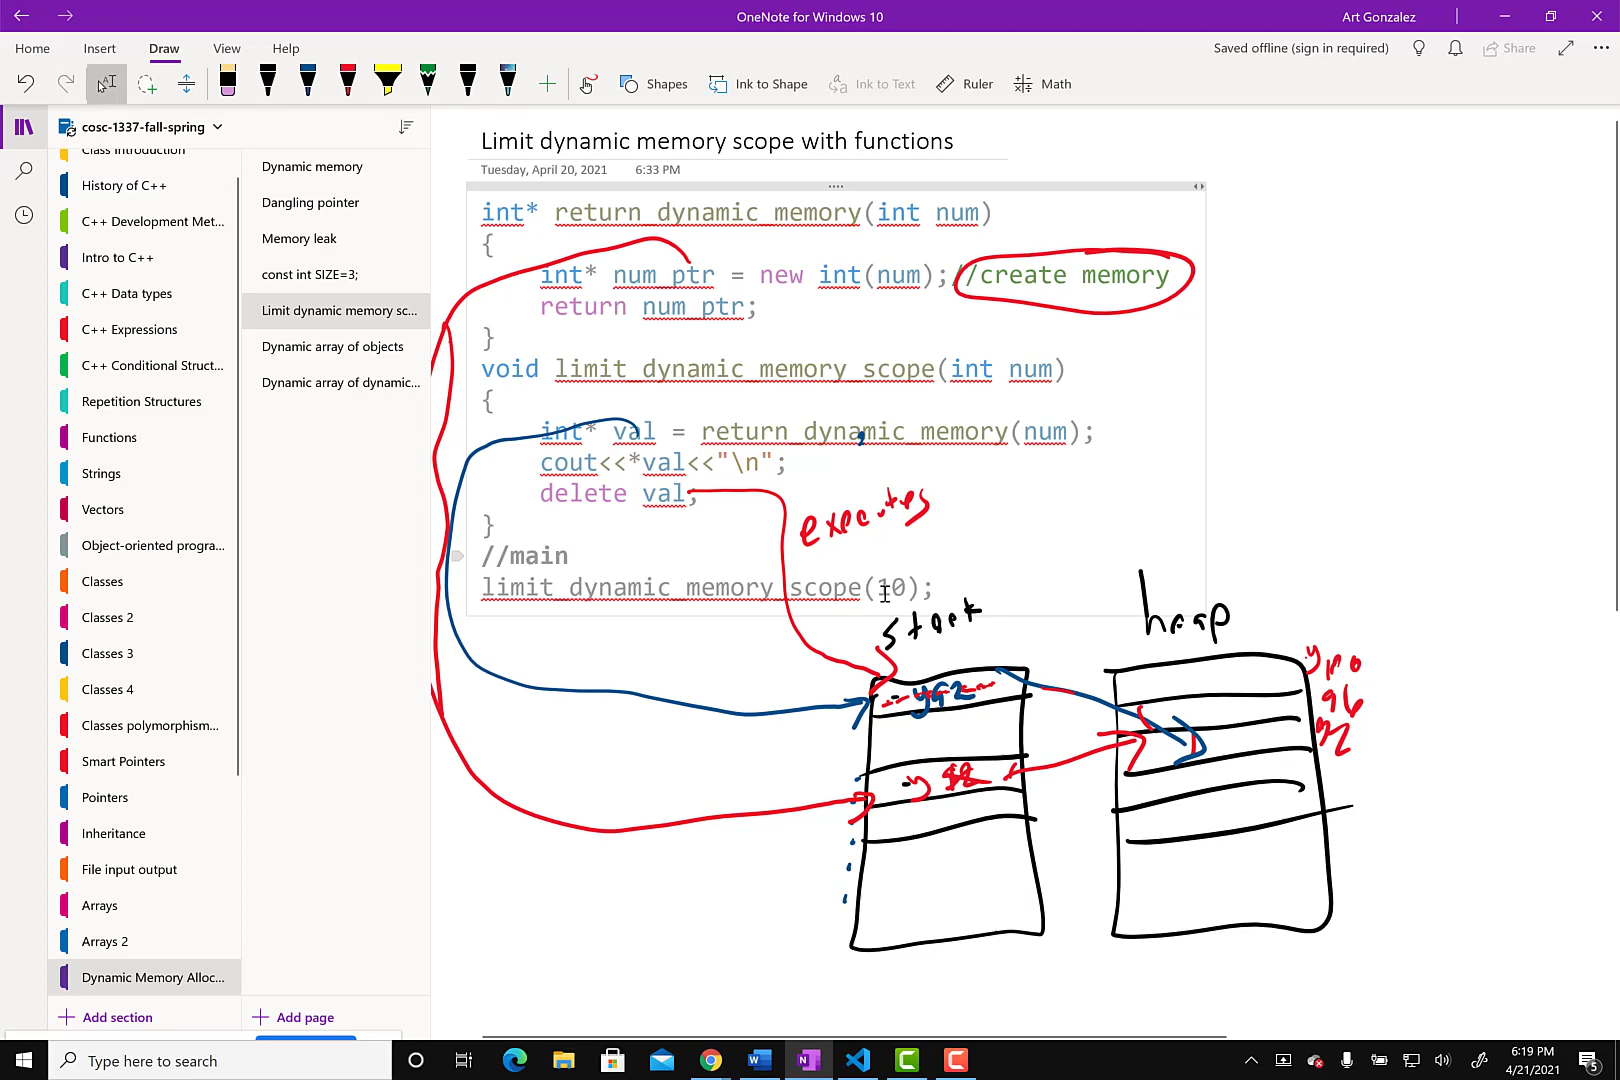 OneNote for Windows 10
Art Gonzalez
Home Insert Draw View Help
Saved offline (sign in required)
Share
Shapes
Ink to Shape
Ink to Text
Ruler
Math
cosc-1337-fall-spring
Class Introduction
History of C++
C++ Development Met...
Intro to C++
C++ Data types
C++ Expressions
C++ Conditional Struct...
Repetition Structures
Functions
Strings
Vectors
Object-oriented progra...
Classes
Classes 2
Classes 3
Classes 4
Classes polymorphism...
Smart Pointers
Pointers
Inheritance
File input output
Arrays
Arrays 2
Dynamic Memory Alloc...
Add section
Dynamic memory
Dangling pointer
Memory leak
const int SIZE=3;
Limit dynamic memory sc...
Dynamic array of objects
Dynamic array of dynamic...
Add page
Limit dynamic memory scope with functions
Tuesday, April 20, 2021 6:33 PM
int* return_dynamic_memory(int num)
{
int* num_ptr = new int(num);//create memory
return num_ptr;
}
void limit_dynamic_memory_scope(int num)
{
int* val = return_dynamic_memory(num);
cout<<*val<<"\n";
delete val;
}
executes
//main
limit_dynamic_memory_scope(10);
heap
Type here to search
6:19 PM
4/21/2021
5